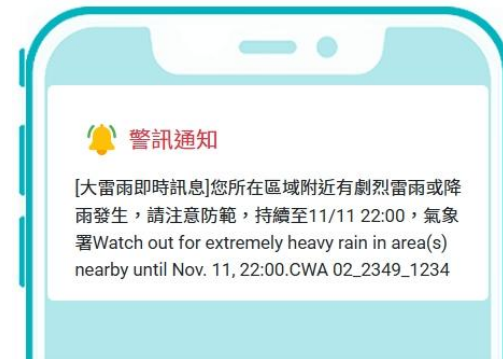 警訊通知
[大雷雨即時訊息]您所在區域附近有劇烈雷雨或降
雨發生，請注意防範，持續至11/11 22:00，氣象
署Watch out for extremely heavy rain in area(s)
nearby until Nov. 11, 22:00.CWA 02_2349_1234